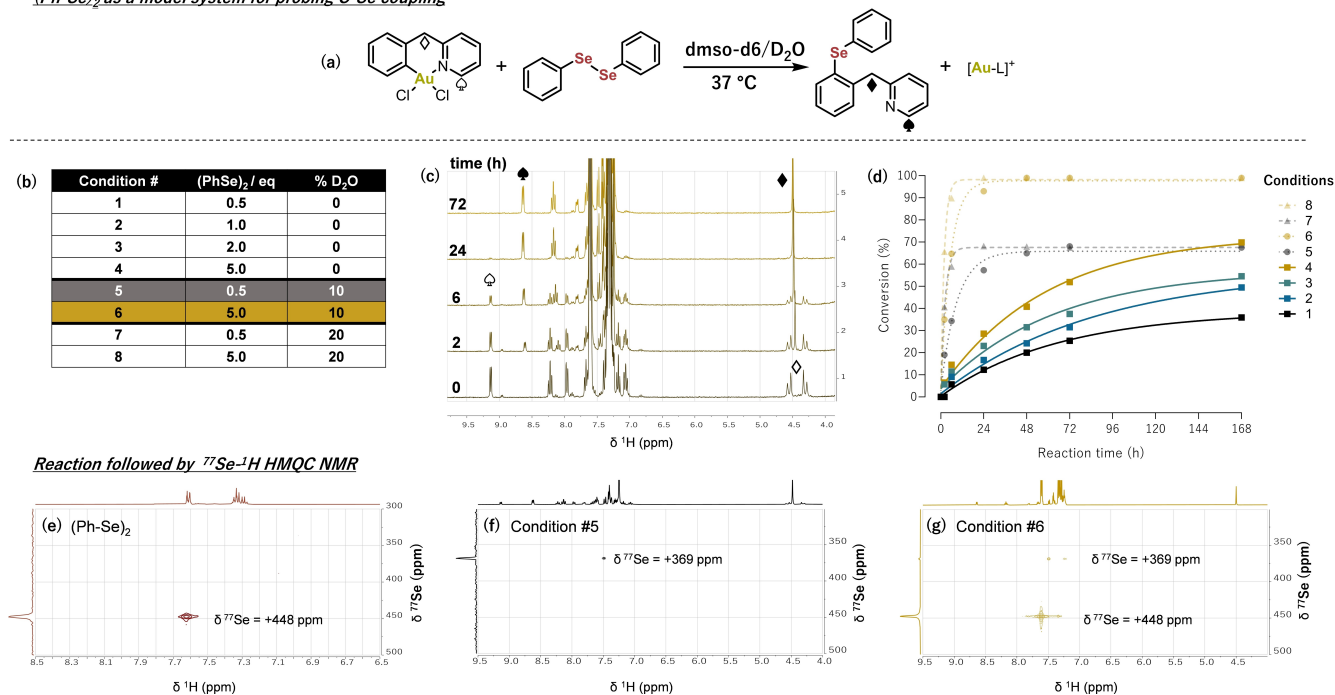 (Ph-Se)2 as a model system for probing C-Se coupling
(a)
N
Au
Cl
Cl
+
Se
Se
dmso-d6/D2O
37 °C
Se
N
+
[Au-L]+
(b)
Condition # (PhSe)2 / eq % D2O
1 0.5 0
2 1.0 0
3 2.0 0
4 5.0 0
5 0.5 10
6 5.0 10
7 0.5 20
8 5.0 20
(c)
time (h)
72
24
6
2
0
5
4
3
2
1
9.5 9.0 8.5 8.0 7.5 7.0 6.5 6.0 5.5 5.0 4.5 4.0
δ 1H (ppm)
(d)
Conversion (%)
100
90
80
70
60
50
40
30
20
10
0
0 24 48 72 96 120 144 168
Reaction time (h)
Conditions
8
7
6
5
4
3
2
1
Reaction followed by 77Se-1H HMQC NMR
(e) (Ph-Se)2
δ 77Se = +448 ppm
300
350
400
450
500
δ 77Se (ppm)
8.5 8.3 8.1 7.9 7.7 7.5 7.3 7.1 6.9 6.7 6.5
δ 1H (ppm)
(f) Condition #5
δ 77Se = +369 ppm
350
400
450
500
δ 77Se (ppm)
9.5 9.0 8.5 8.0 7.5 7.0 6.5 6.0 5.5 5.0 4.5 4.0
δ 1H (ppm)
(g) Condition #6
δ 77Se = +369 ppm
δ 77Se = +448 ppm
350
400
450
500
δ 77Se (ppm)
9.5 9.0 8.5 8.0 7.5 7.0 6.5 6.0 5.5 5.0 4.5
δ 1H (ppm)